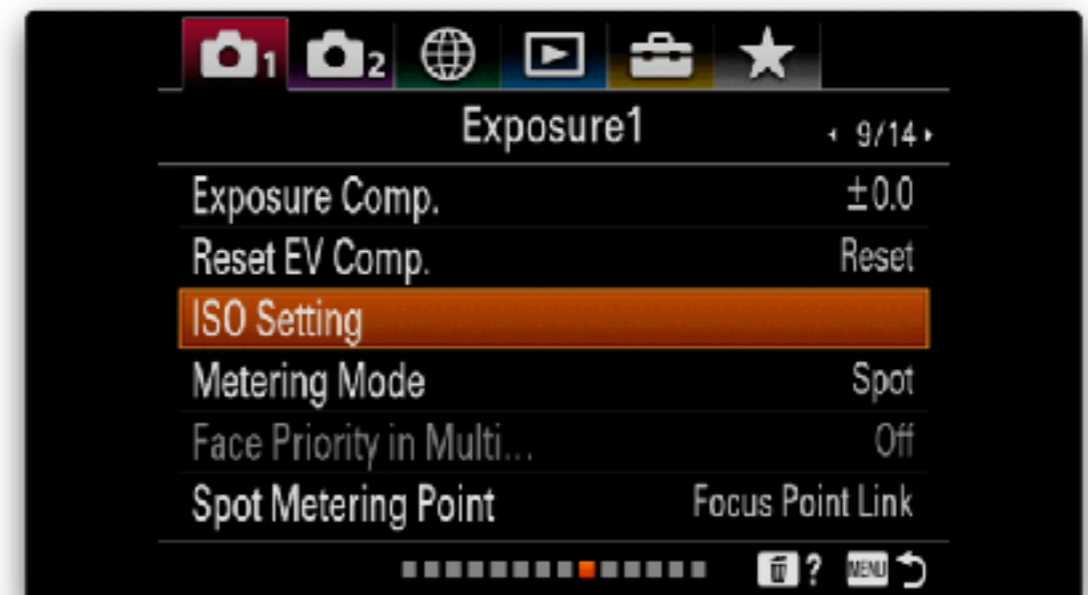 1 2
Exposure1 9/14
Exposure Comp. ±0.0
Reset EV Comp. Reset
ISO Setting
Metering Mode Spot
Face Priority in Multi... Off
Spot Metering Point Focus Point Link
? MENU